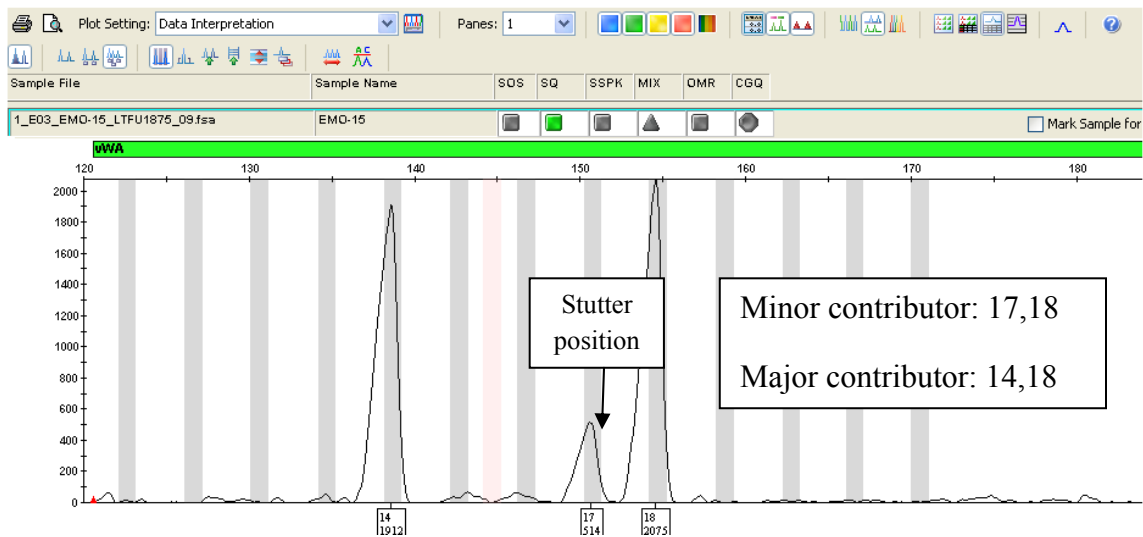 Plot Setting: Data Interpretation Panes: 1
Sample File Sample Name SOS SQ SSPK MIX OMR CGQ
1_E03_EMO-15_LTFU1875_09.fsa EMO-15 Mark Sample for
vWA
120 130 140 150 160 170 180
2000
1800
1600
1400
1200
1000
800
600
400
200
0
Stutter
position
Minor contributor: 17,18
Major contributor: 14,18
14
1912
17
514
18
2075